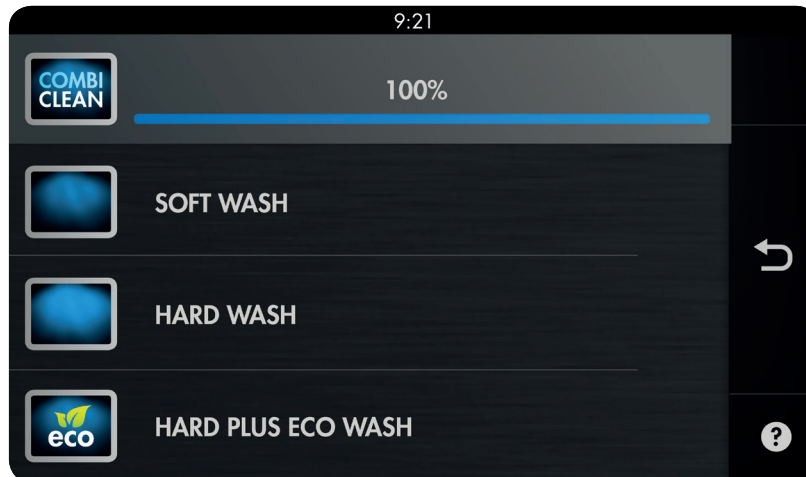 9:21
COMBI
CLEAN
100%
SOFT WASH
HARD WASH
eco
HARD PLUS ECO WASH
?